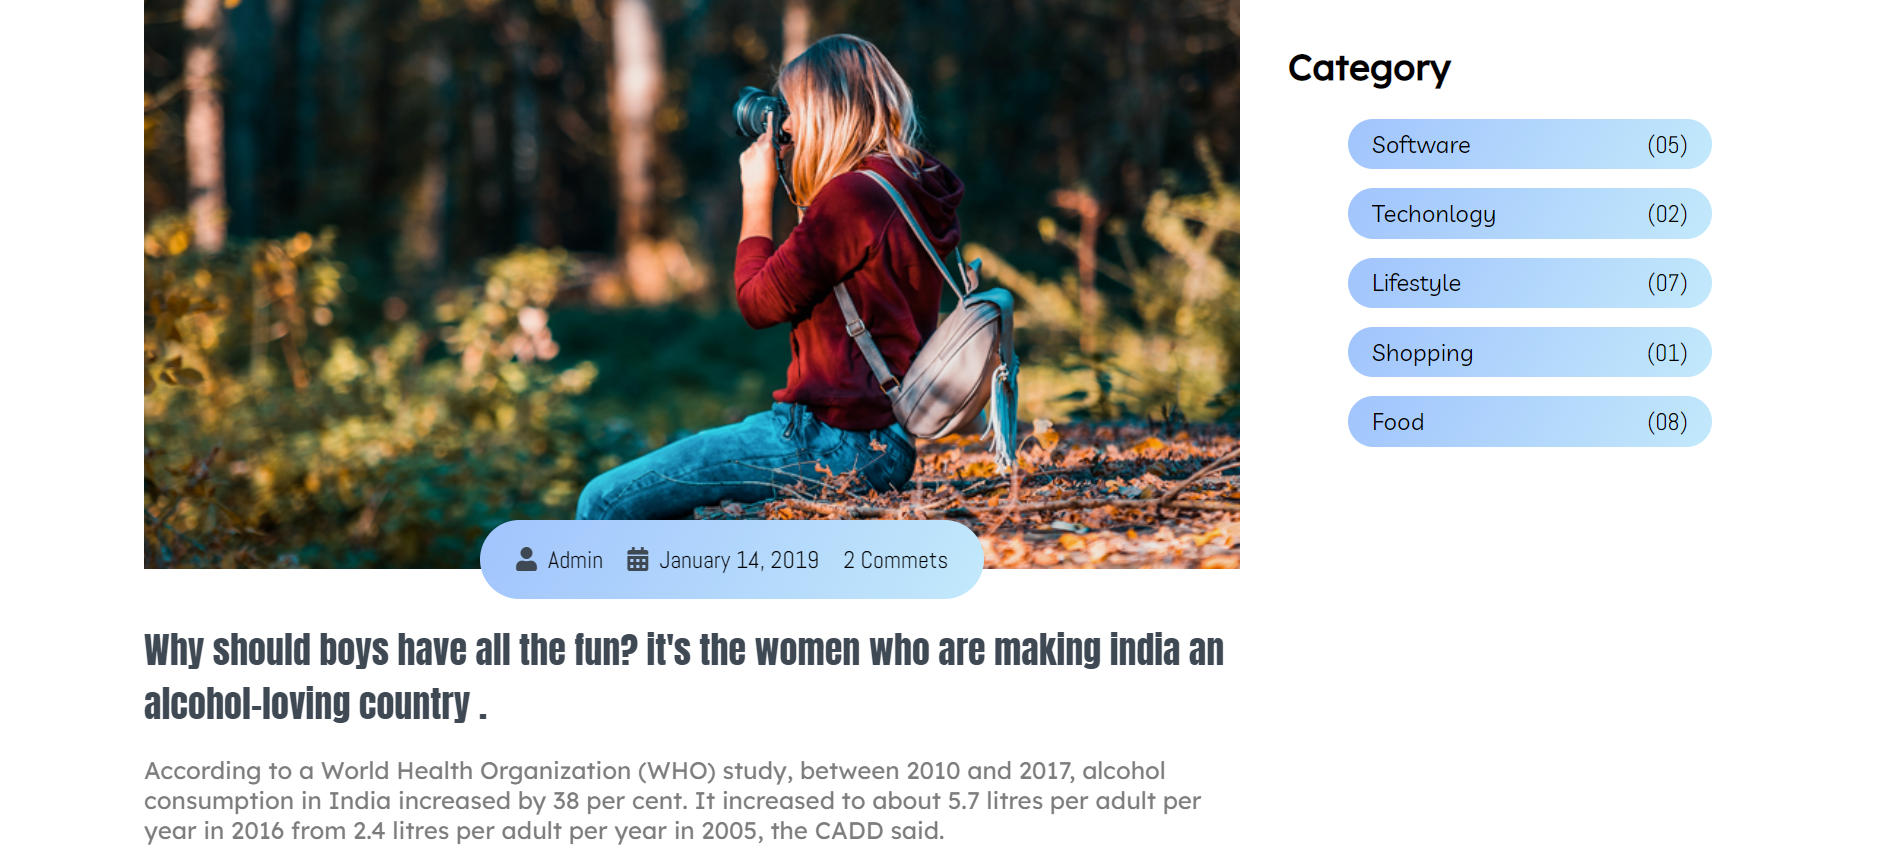 Category
Software (05)
Techonlogy (02)
Lifestyle (07)
Shopping (01)
Food (08)
Admin January 14, 2019 2 Commets
Why should boys have all the fun? it's the women who are making india an
alcohol-loving country .
According to a World Health Organization (WHO) study, between 2010 and 2017, alcohol
consumption in India increased by 38 per cent. It increased to about 5.7 litres per adult per
year in 2016 from 2.4 litres per adult per year in 2005, the CADD said.